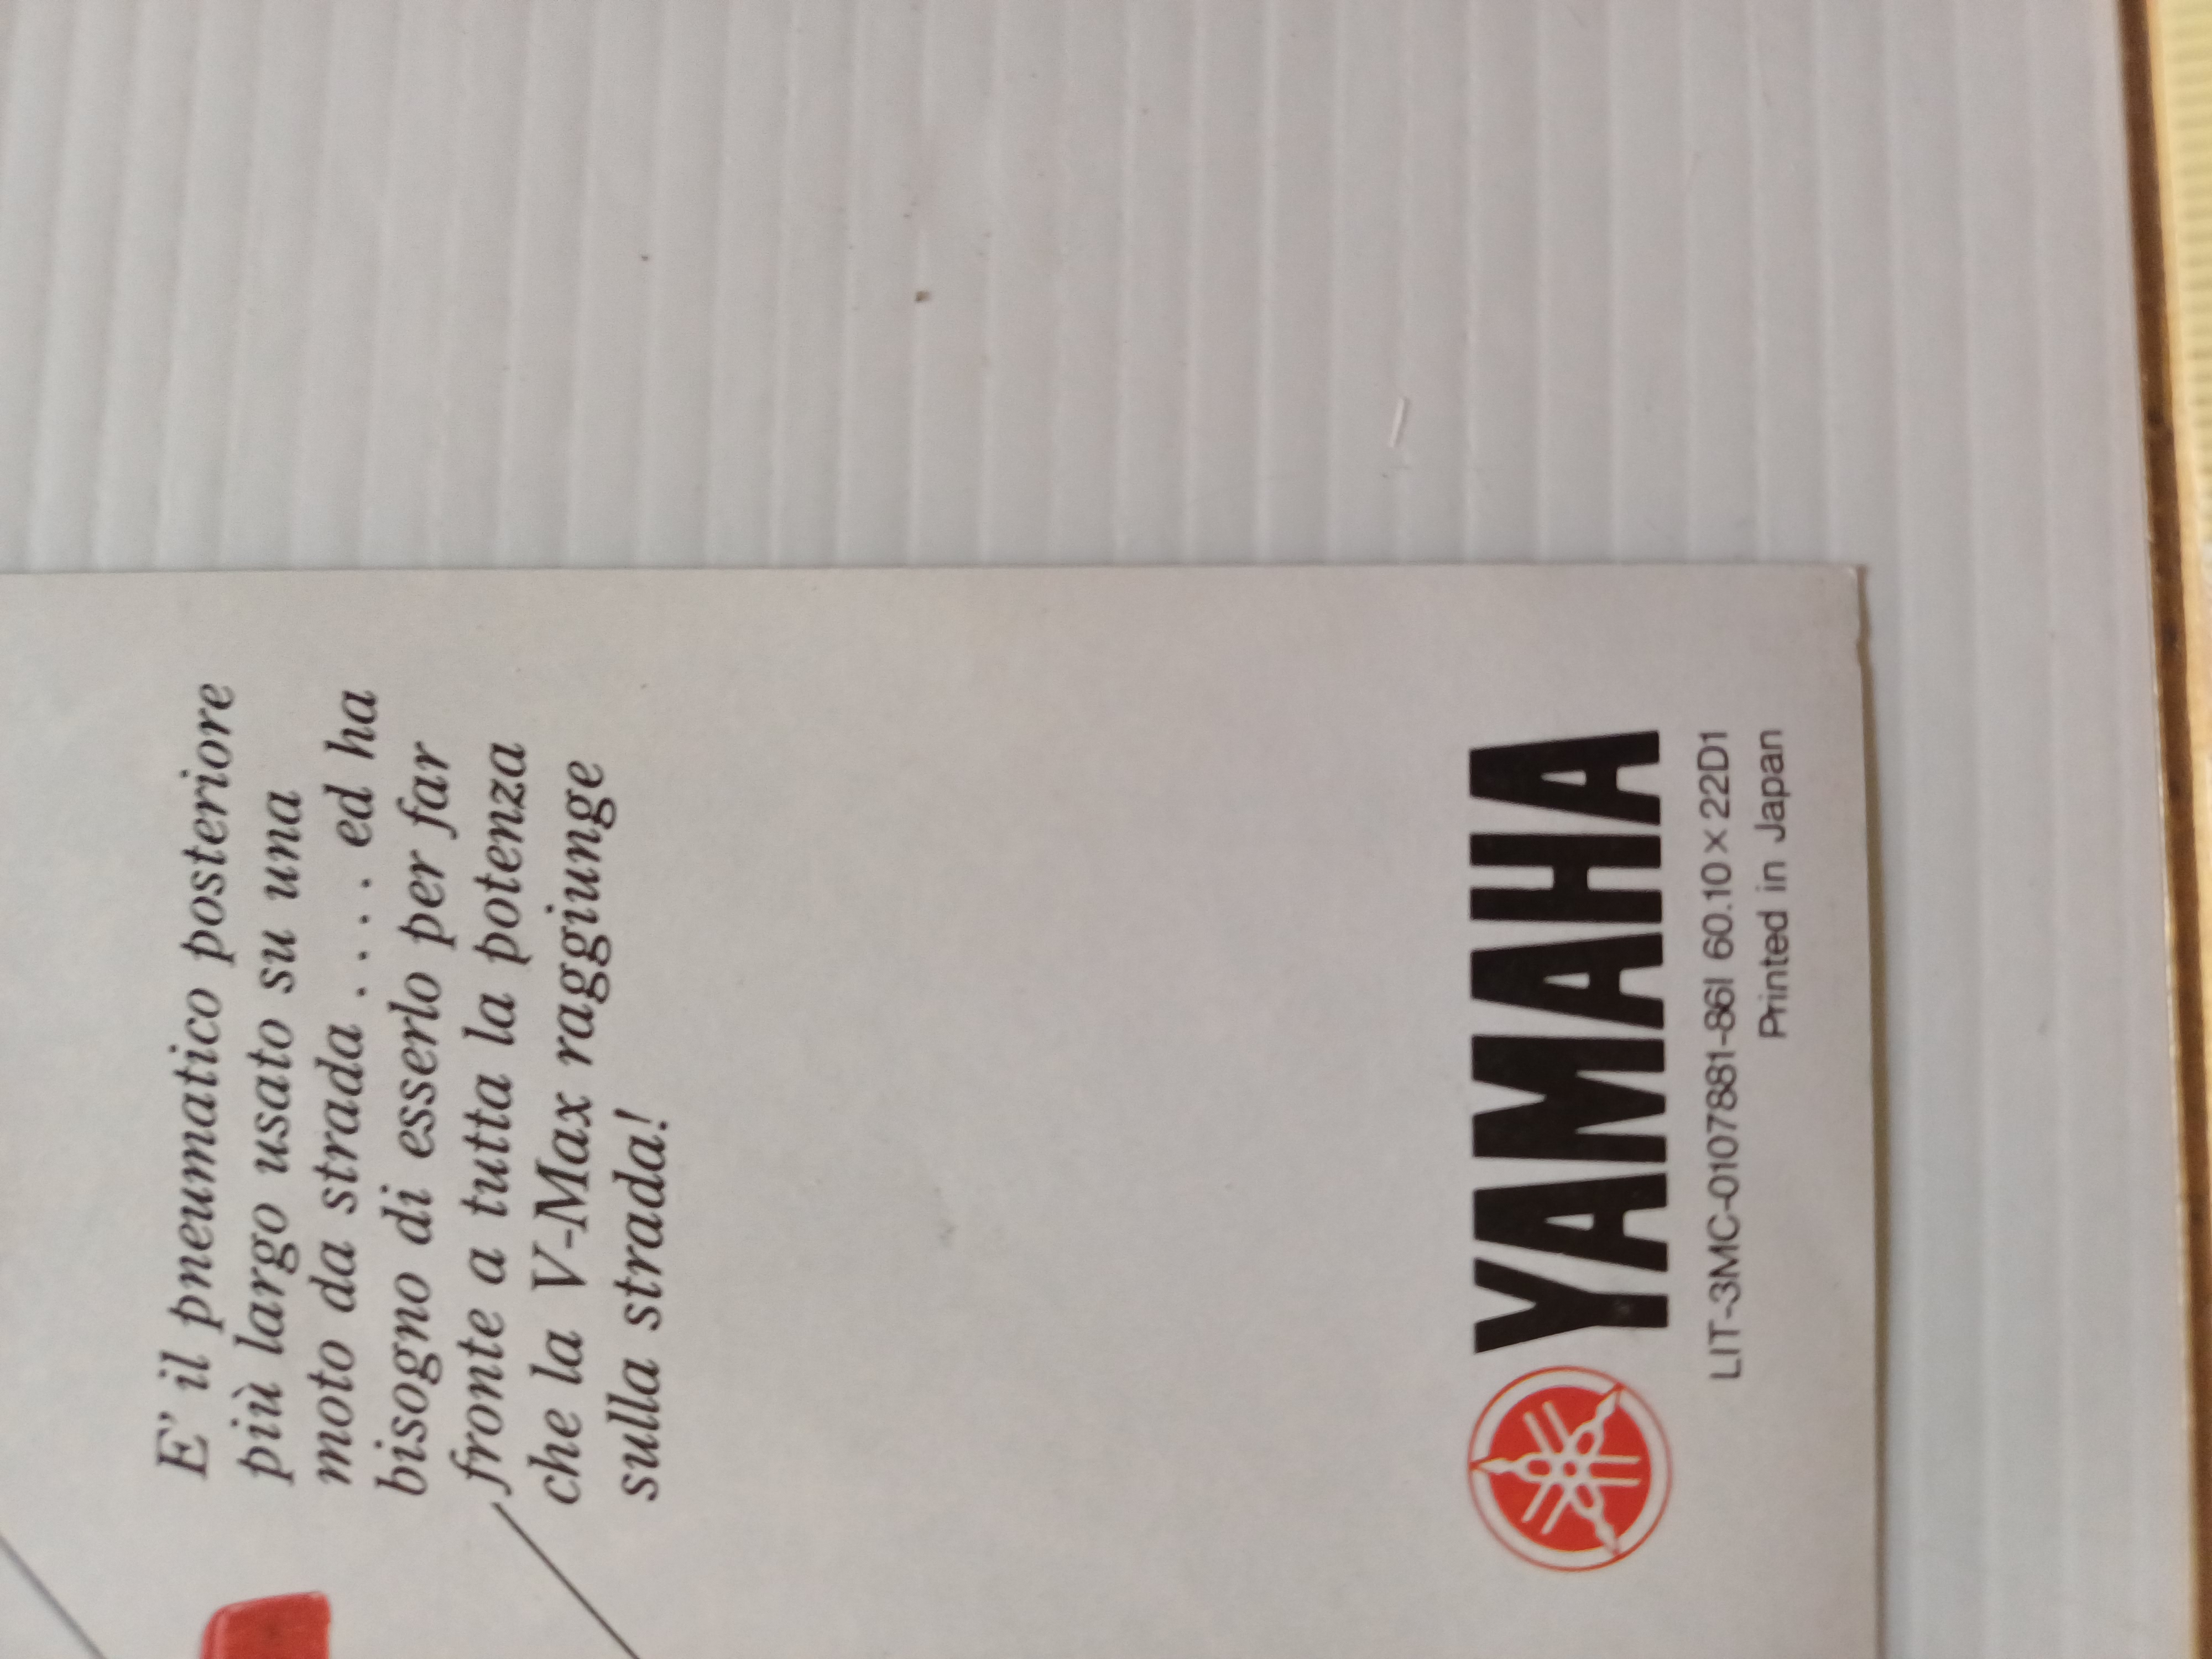 E' il pneumatico posteriore
più largo usato su una
moto da strada . . . . ed ha
bisogno di esserlo per far
fronte a tutta la potenza
che la V-Max raggiunge
sulla strada!
YAMAHA
LIT-3MC-0107881-86I 60.10×22D1
Printed in Japan